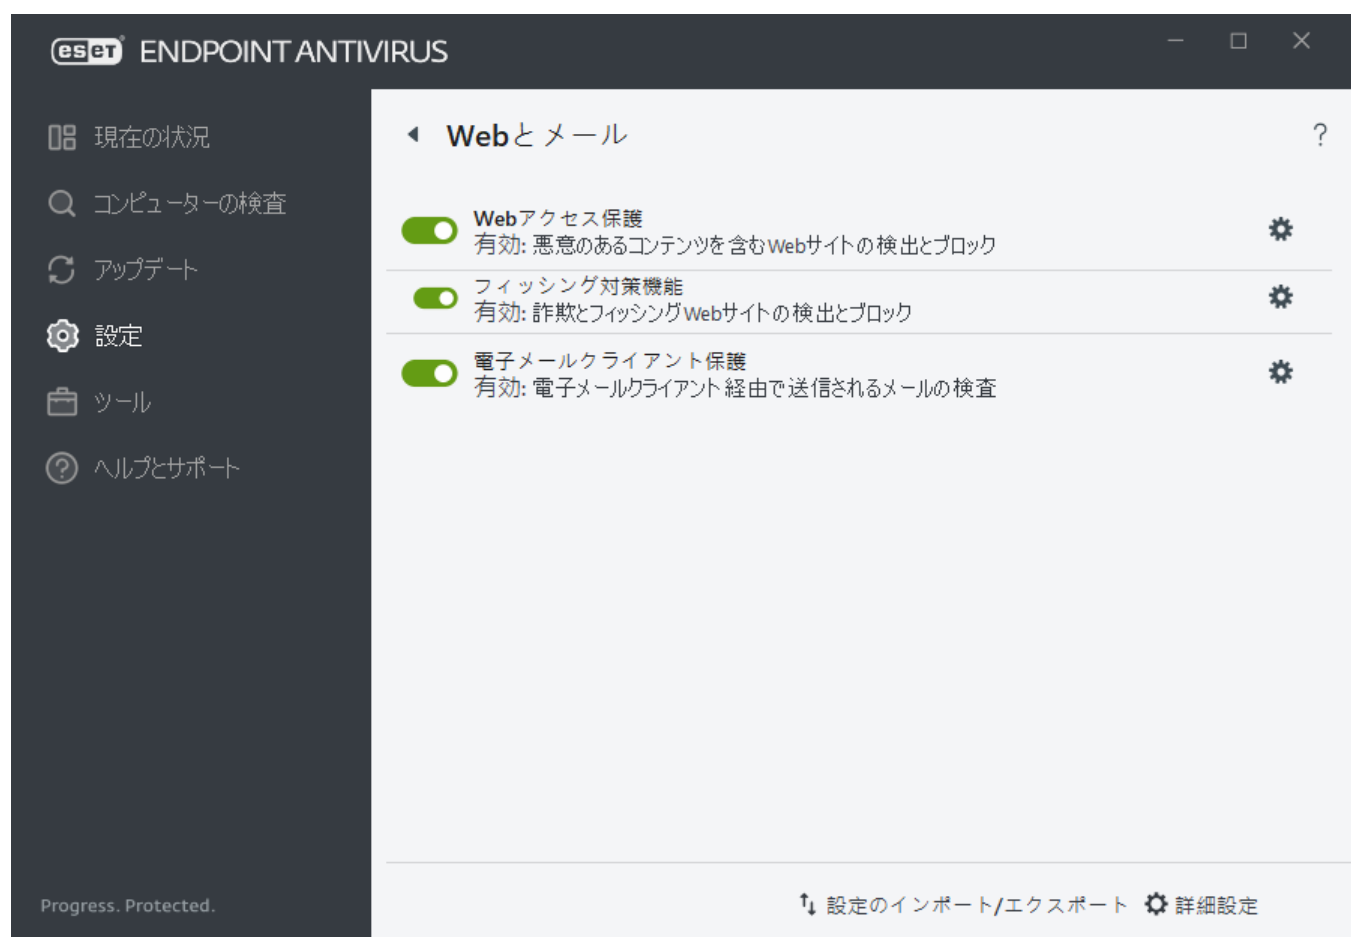 eset ENDPOINT ANTIVIRUS
現在の状況
コンピューターの検査
アップデート
設定
ツール
ヘルプとサポート
Progress. Protected.
Webとメール
?
Webアクセス保護
有効: 悪意のあるコンテンツを含むWebサイトの検出とブロック
フィッシング対策機能
有効: 詐欺とフィッシングWebサイトの検出とブロック
電子メールクライアント保護
有効: 電子メールクライアント経由で送信されるメールの検査
設定のインポート/エクスポート 詳細設定